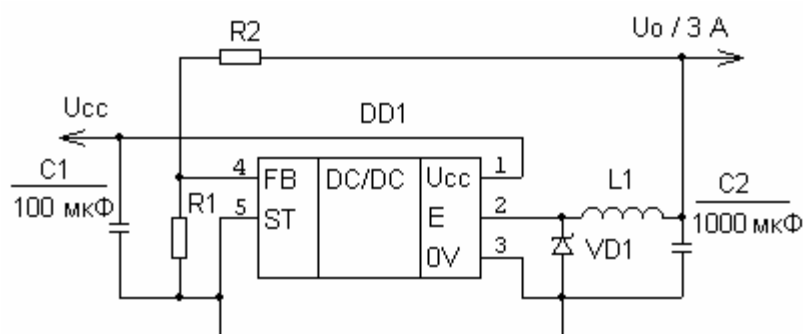 R2
Uo / 3 A
Ucc
DD1
C1
100 мкФ
R1
4
5
FB
ST
DC/DC
Ucc
E
0V
1
2
3
L1
VD1
C2
1000 мкФ